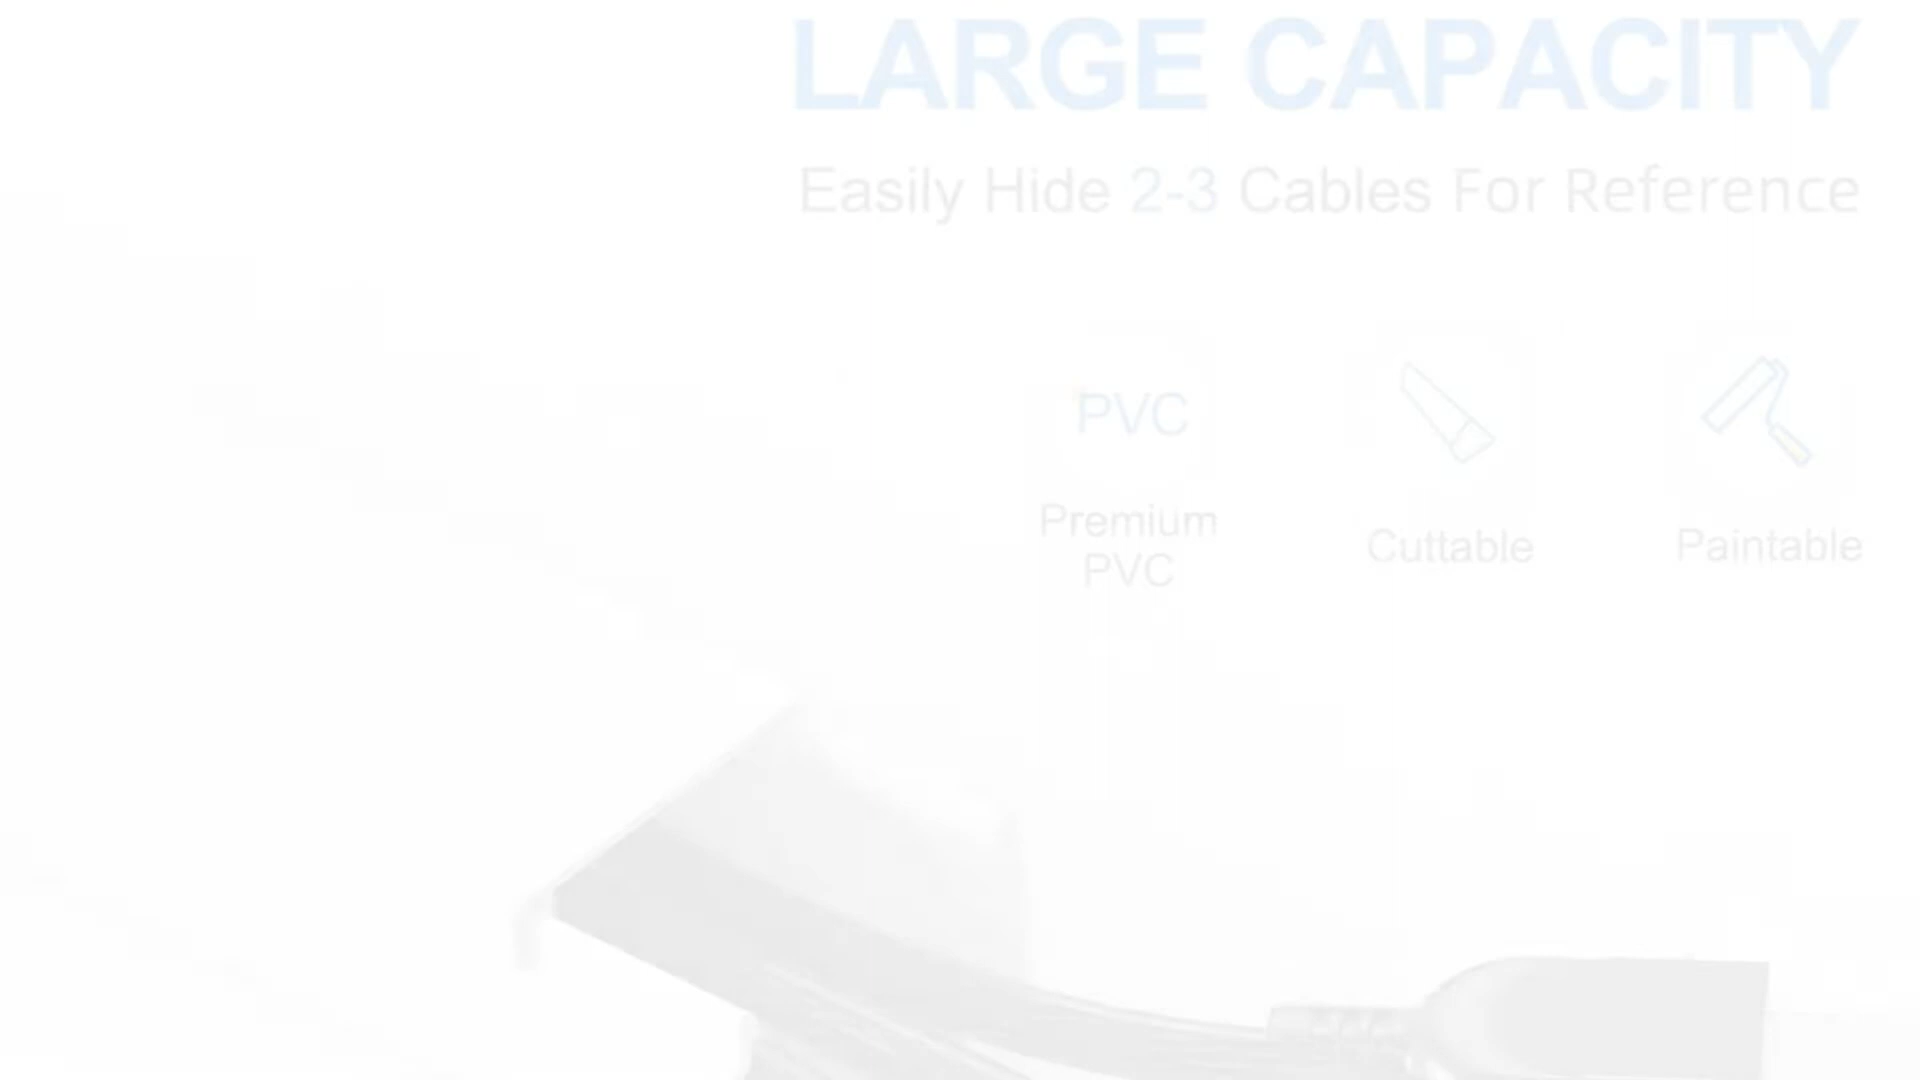 LARGE CAPACITY
Easily Hide 2-3 Cables For Reference
PVC
Premium
PVC
Cuttable
Paintable